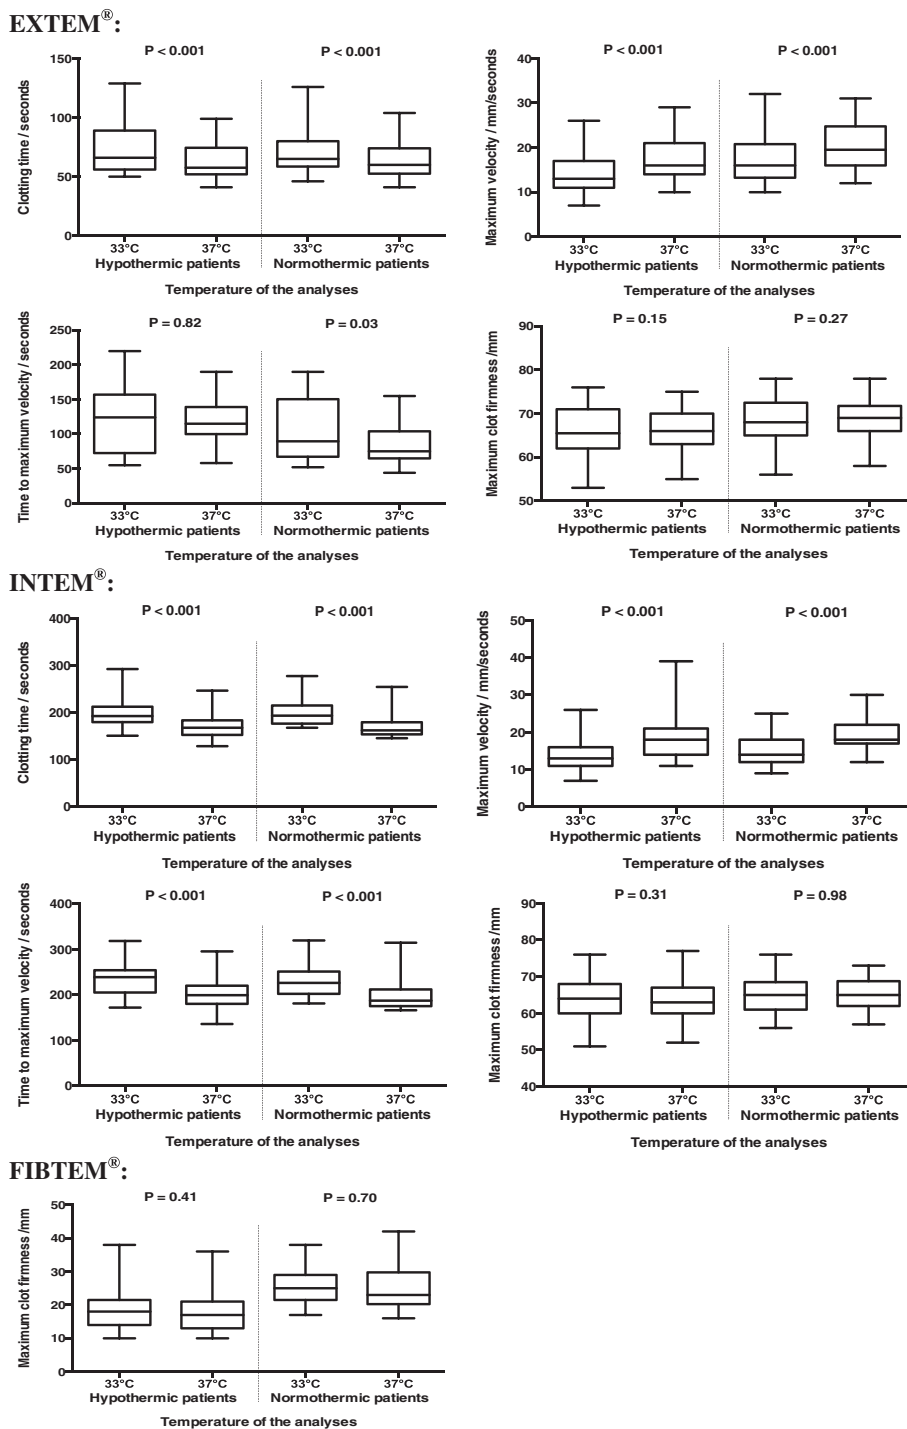 EXTEM®:
P < 0.001 P < 0.001
Clotting time / seconds
150
100
50
0
33°C 37°C 33°C 37°C
Hypothermic patients Normothermic patients
Temperature of the analyses
P < 0.001 P < 0.001
Maximum velocity / mm/seconds
40
30
20
10
0
33°C 37°C 33°C 37°C
Hypothermic patients Normothermic patients
Temperature of the analyses
P = 0.82 P = 0.03
Time to maximum velocity / seconds
250
200
150
100
50
0
33°C 37°C 33°C 37°C
Hypothermic patients Normothermic patients
Temperature of the analyses
P = 0.15 P = 0.27
Maximum clot firmness /mm
90
80
70
60
50
33°C 37°C 33°C 37°C
Hypothermic patients Normothermic patients
Temperature of the analyses
INTEM®:
P < 0.001 P < 0.001
Clotting time / seconds
400
300
200
100
0
33°C 37°C 33°C 37°C
Hypothermic patients Normothermic patients
Temperature of the analyses
P < 0.001 P < 0.001
Maximum velocity / mm/seconds
50
40
30
20
10
0
33°C 37°C 33°C 37°C
Hypothermic patients Normothermic patients
Temperature of the analyses
P < 0.001 P < 0.001
Time to maximum velocity / seconds
400
300
200
100
0
33°C 37°C 33°C 37°C
Hypothermic patients Normothermic patients
Temperature of the analyses
P = 0.31 P = 0.98
Maximum clot firmness /mm
90
80
70
60
50
40
33°C 37°C 33°C 37°C
Hypothermic patients Normothermic patients
Temperature of the analyses
FIBTEM®:
P = 0.41 P = 0.70
Maximum clot firmness /mm
50
40
30
20
10
0
33°C 37°C 33°C 37°C
Hypothermic patients Normothermic patients
Temperature of the analyses